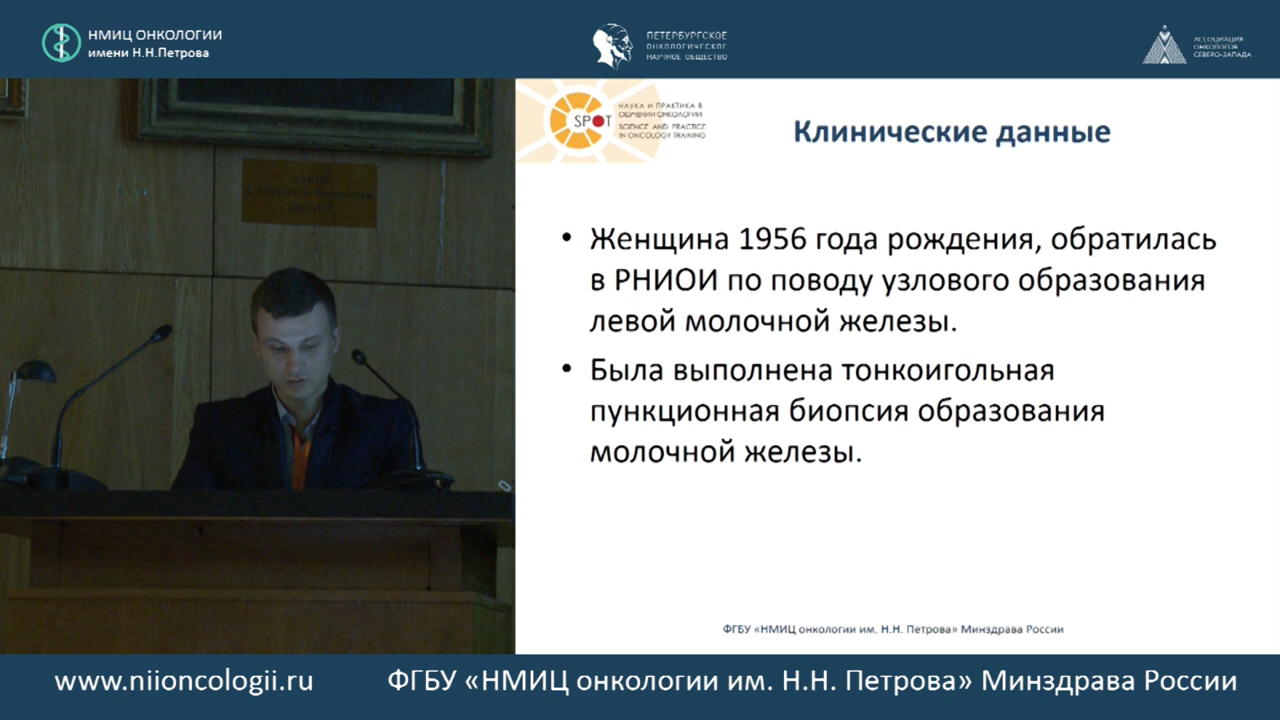 НМИЦ ОНКОЛОГИИ
имени Н.Н.Петрова
ПЕТЕРБУРГСКОЕ
ОНКОЛОГИЧЕСКОЕ
НАУЧНОЕ ОБЩЕСТВО
АССОЦИАЦИЯ
ОНКОЛОГОВ
СЕВЕРО-ЗАПАДА
SPOT
НАУКА И ПРАКТИКА В
ОБУЧЕНИИ ОНКОЛОГИИ
SCIENCE AND PRACTICE
IN ONCOLOGY TRAINING
Клинические данные
• Женщина 1956 года рождения, обратилась
в РНИОИ по поводу узлового образования
левой молочной железы.
• Была выполнена тонкоигольная
пункционная биопсия образования
молочной железы.
ФГБУ «НМИЦ онкологии им. Н.Н. Петрова» Минздрава России
www.niioncologii.ru
ФГБУ «НМИЦ онкологии им. Н.Н. Петрова» Минздрава России